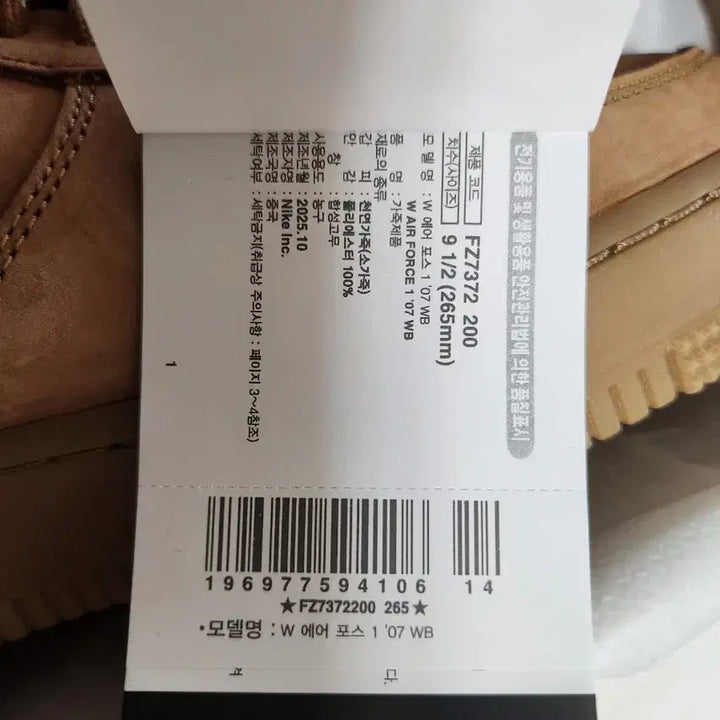 전기용품 및 생활용품 안전관리법에 의한 품질표시
제품 코드 FZ7372 200
치수(사이즈) 9 1/2 (265mm)
모델명 : W 에어 포스 1 '07 WB
W AIR FORCE 1 '07 WB
품 명 : 가죽제품
재료의 종류
갑 피 : 천연가죽(소가죽)
안 감 : 폴리에스터 100%
창 : 합성고무
사용용도 : 농구
제조년월 : 2025.10
제조자명 : Nike Inc.
제조국명 : 중국
세탁여부 : 세탁금지(취급상 주의사항 : 페이지 3~4참조)
1
196977594106 14
★FZ7372200 265★
•모델명 : W 에어 포스 1 '07 WB